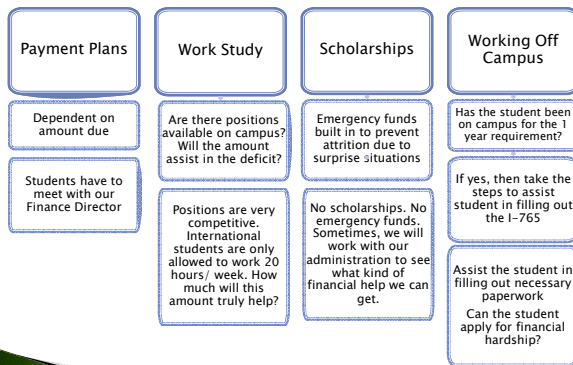 Payment Plans
Dependent on
amount due
Students have to
meet with our
Finance Director
Work Study
Are there positions
available on campus?
Will the amount
assist in the deficit?
Positions are very
competitive.
International
students are only
allowed to work 20
hours/ week. How
much will this
amount truly help?
Scholarships
Emergency funds
built in to prevent
attrition due to
surprise situations
No scholarships. No
emergency funds.
Sometimes, we will
work with our
administration to see
what kind of
financial help we can
get.
Working Off
Campus
Has the student been
on campus for the 1
year requirement?
If yes, then take the
steps to assist
student in filling out
the I-765
Assist the student in
filling out necessary
paperwork
Can the student
apply for financial
hardship?